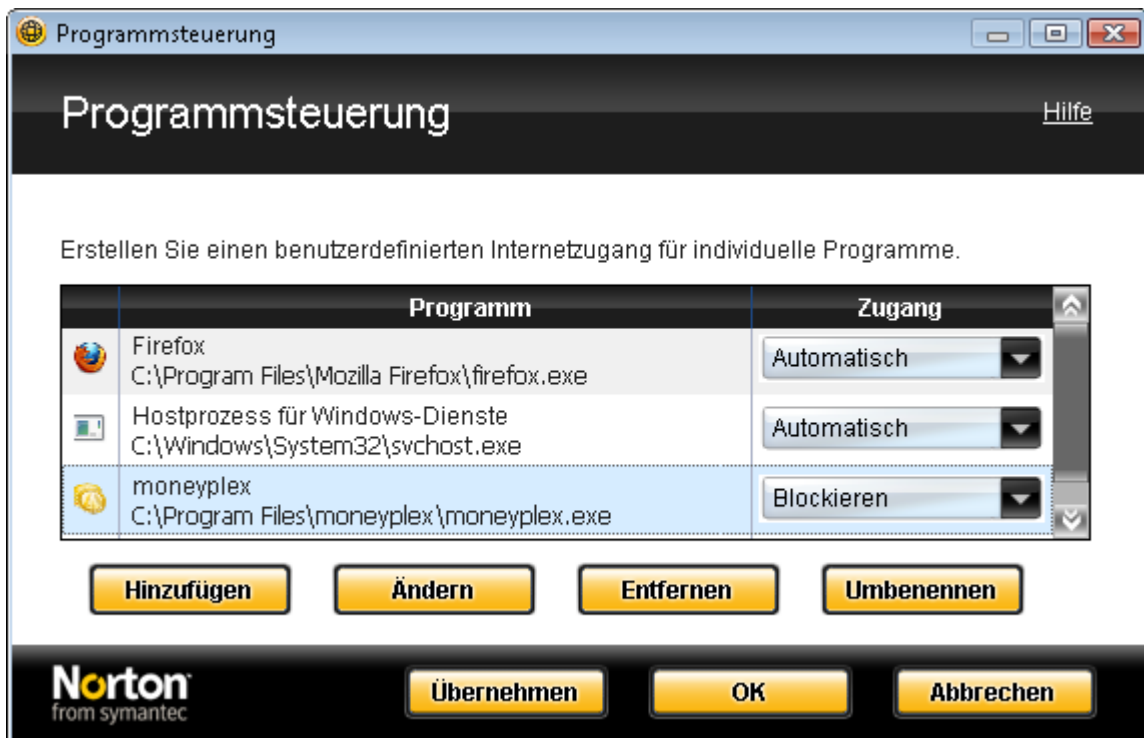 Programmsteuerung
Programmsteuerung
Hilfe
Erstellen Sie einen benutzerdefinierten Internetzugang für individuelle Programme.
Programm Zugang
Firefox
C:\Program Files\Mozilla Firefox\firefox.exe
Automatisch
Hostprozess für Windows-Dienste
C:\Windows\System32\svchost.exe
Automatisch
moneyplex
C:\Program Files\moneyplex\moneyplex.exe
Blockieren
Hinzufügen Ändern Entfernen Umbenennen
Norton
from symantec
Übernehmen OK Abbrechen